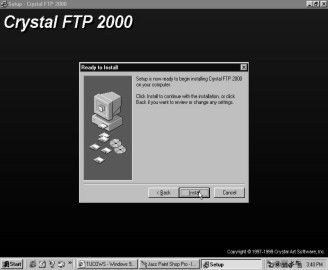 Setup - Crystal FTP 2000
Crystal FTP 2000
Ready to Install
Setup is now ready to begin installing Crystal FTP 2000
on your computer.
Click Install to continue with the installation, or click
Back if you want to review or change any settings.
< Back
Install
Cancel
Copyright © 1997-1999 Crystal Art Software, Inc.
Start
TUCOWS - Windows 9...
Jasc Paint Shop Pro - I...
Setup
3:40 PM